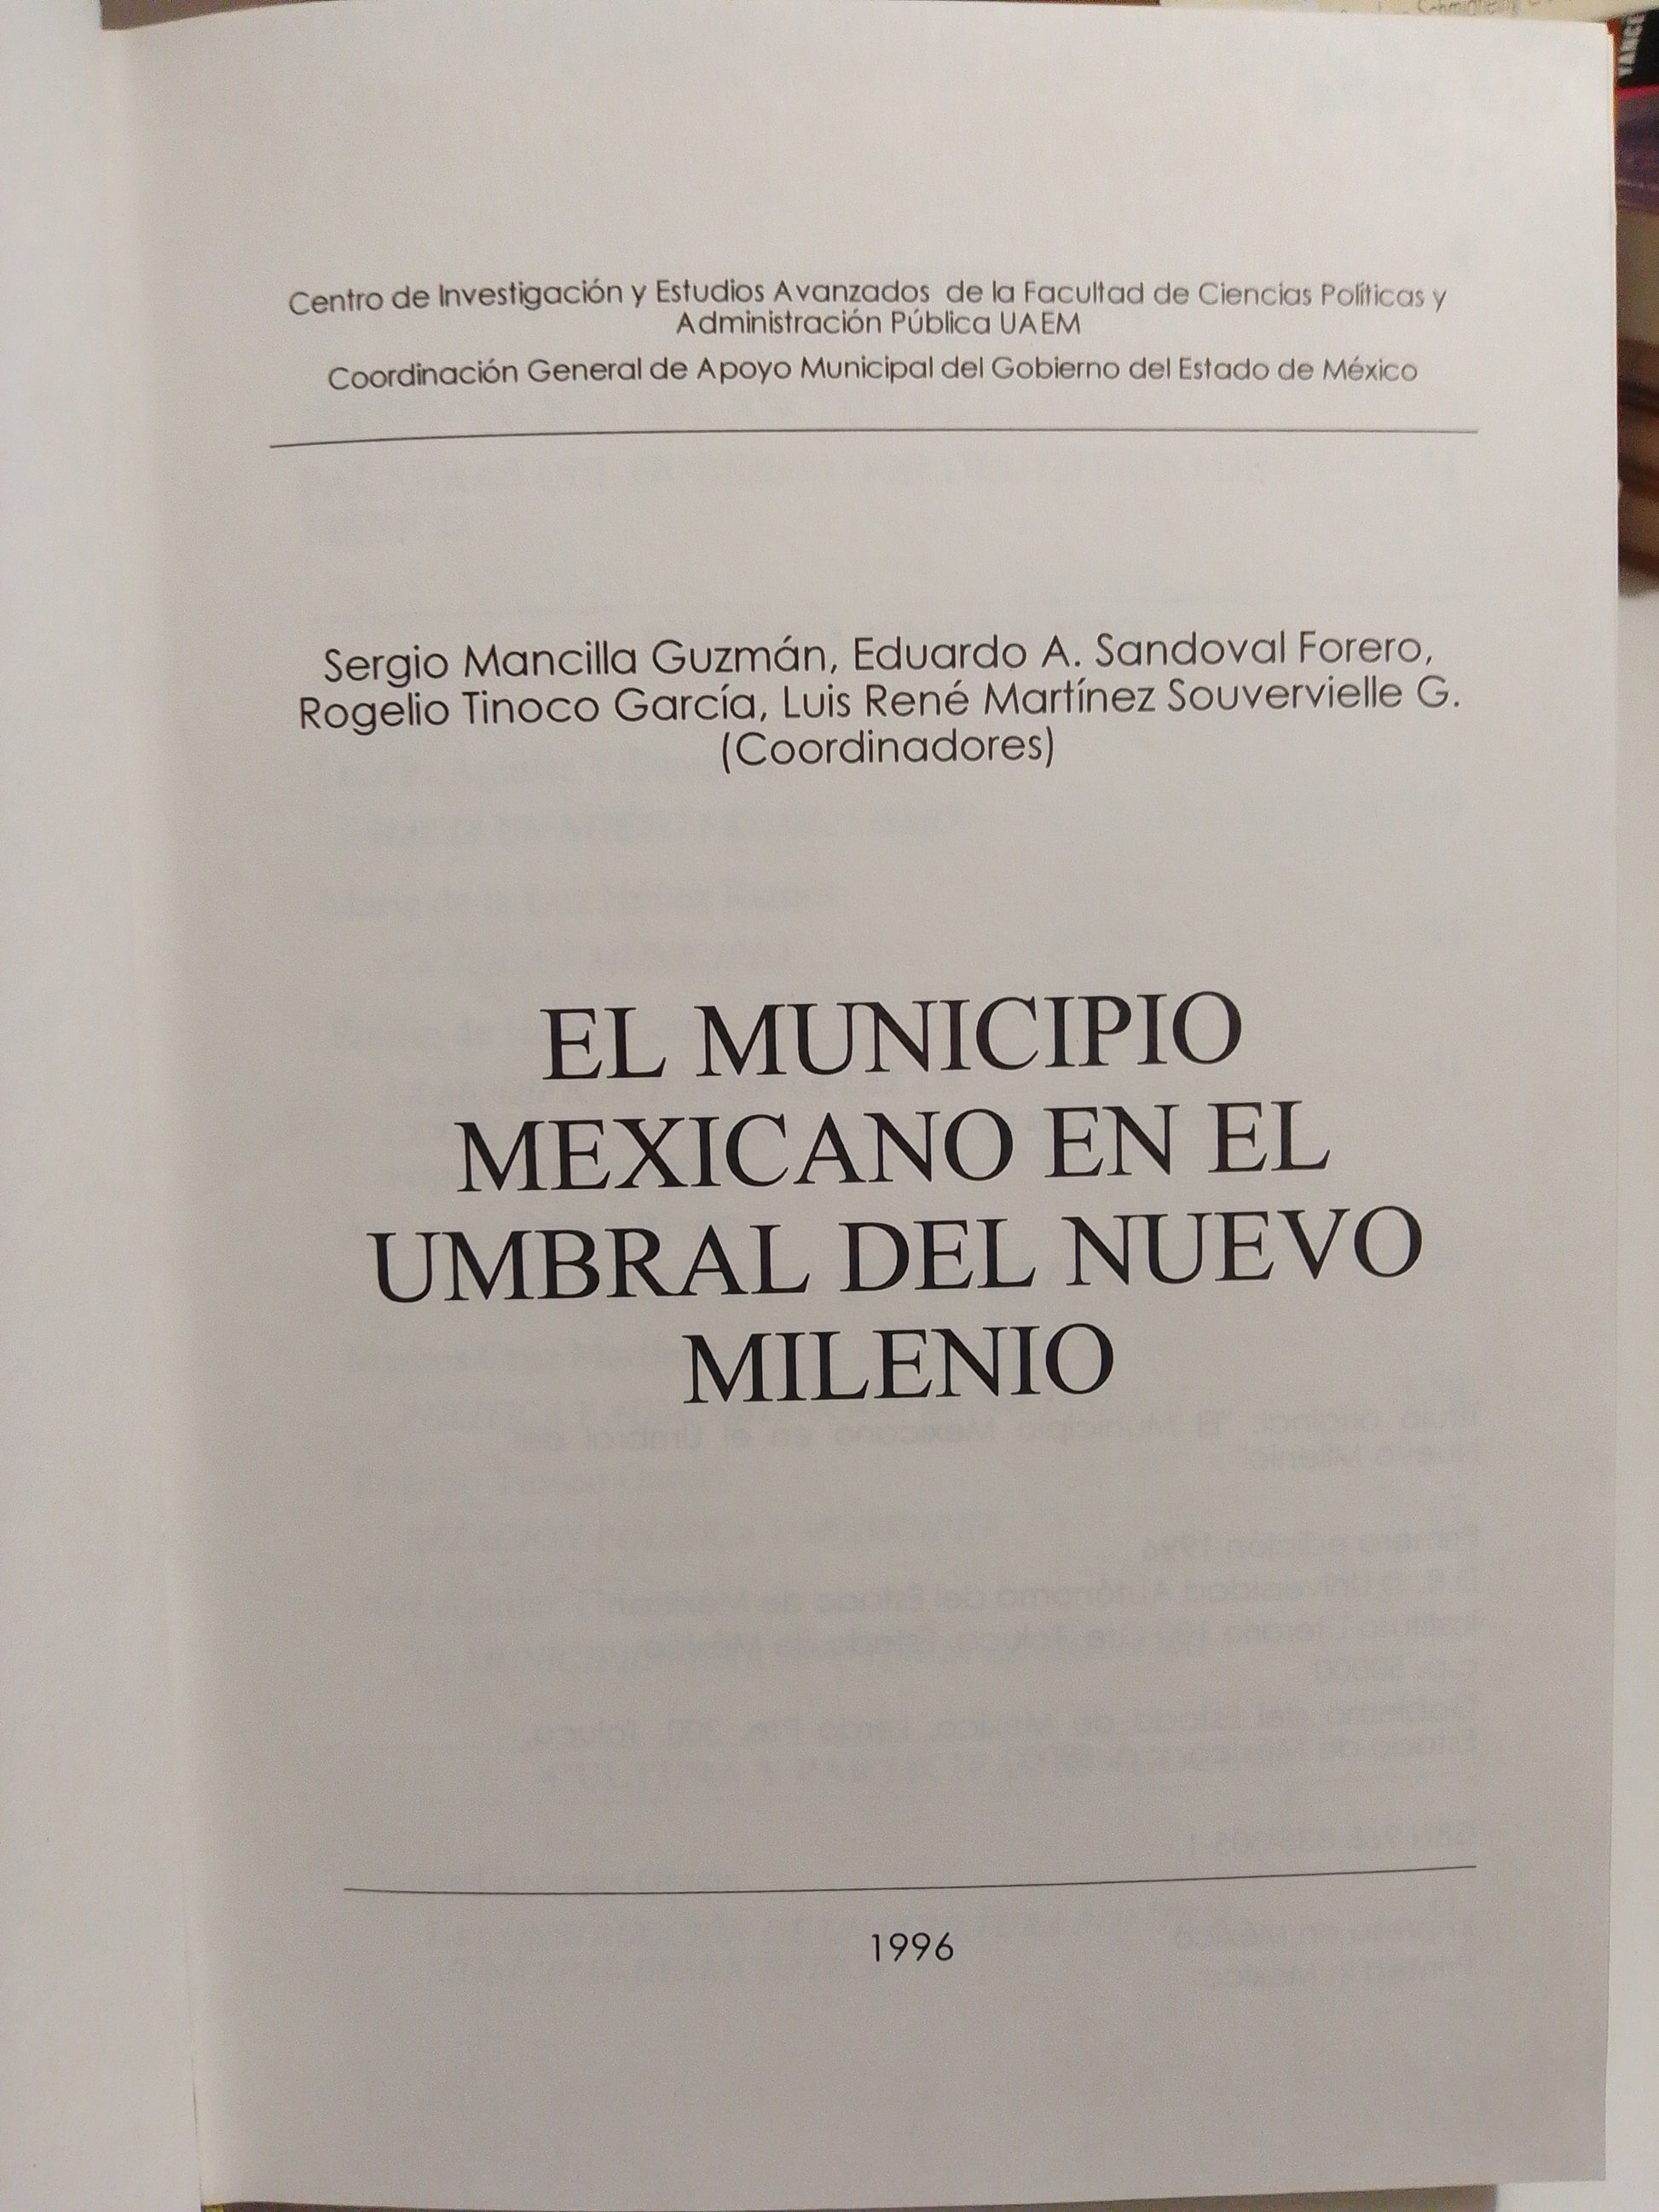 Centro de Investigación y Estudios Avanzados de la Facultad de Ciencias Políticas y
Administración Pública UAEM
Coordinación General de Apoyo Municipal del Gobierno del Estado de México
Sergio Mancilla Guzmán, Eduardo A. Sandoval Forero,
Rogelio Tinoco García, Luis René Martínez Souvervielle G.
(Coordinadores)
EL MUNICIPIO
MEXICANO EN EL
UMBRAL DEL NUEVO
MILENIO
1996